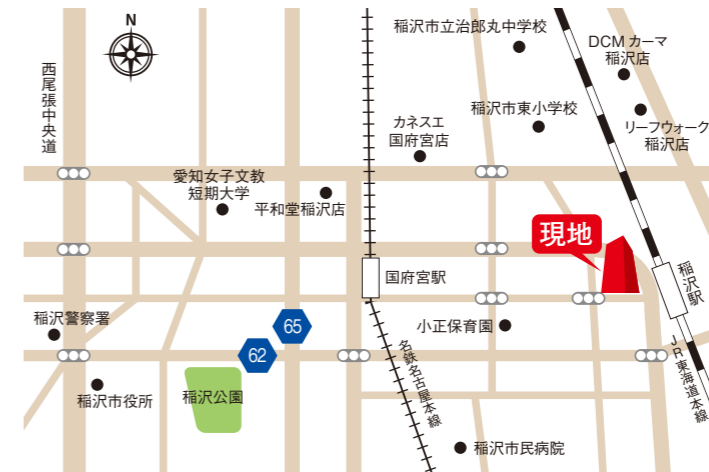 N
西尾張中央道
稲沢市立治郎丸中学校
DCM カーマ
稲沢店
カネスエ
国府宮店
稲沢市東小学校
リーフウォーク
稲沢店
愛知女子文教
短期大学
平和堂稲沢店
現地
国府宮駅
稲沢駅
稲沢警察署
65
小正保育園
62
名鉄名古屋本線
JR東海道本線
稲沢市役所
稲沢公園
稲沢市民病院